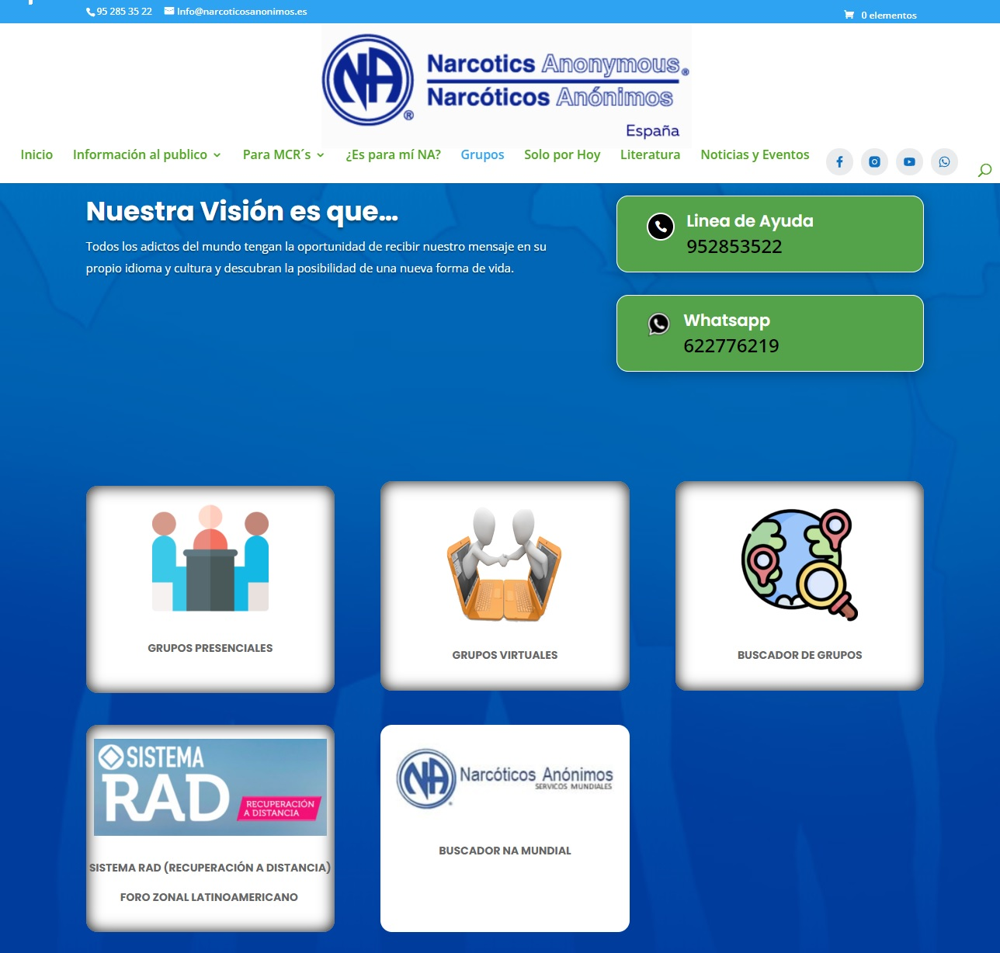 95 285 35 22
Info@narcoticosanonimos.es
0 elementos
NA
®
Narcotics Anonymous®
Narcóticos Anónimos
España
Inicio
Información al publico
Para MCR´s
¿Es para mí NA?
Grupos
Solo por Hoy
Literatura
Noticias y Eventos
Nuestra Visión es que...
Todos los adictos del mundo tengan la oportunidad de recibir nuestro mensaje en su
propio idioma y cultura y descubran la posibilidad de una nueva forma de vida.
Linea de Ayuda
952853522
Whatsapp
622776219
GRUPOS PRESENCIALES
GRUPOS VIRTUALES
BUSCADOR DE GRUPOS
SISTEMA
RAD
RECUPERACIÓN
A DISTANCIA
SISTEMA RAD (RECUPERACIÓN A DISTANCIA)
FORO ZONAL LATINOAMERICANO
NA
Narcóticos Anónimos
SERVICOS MUNDIALES
BUSCADOR NA MUNDIAL